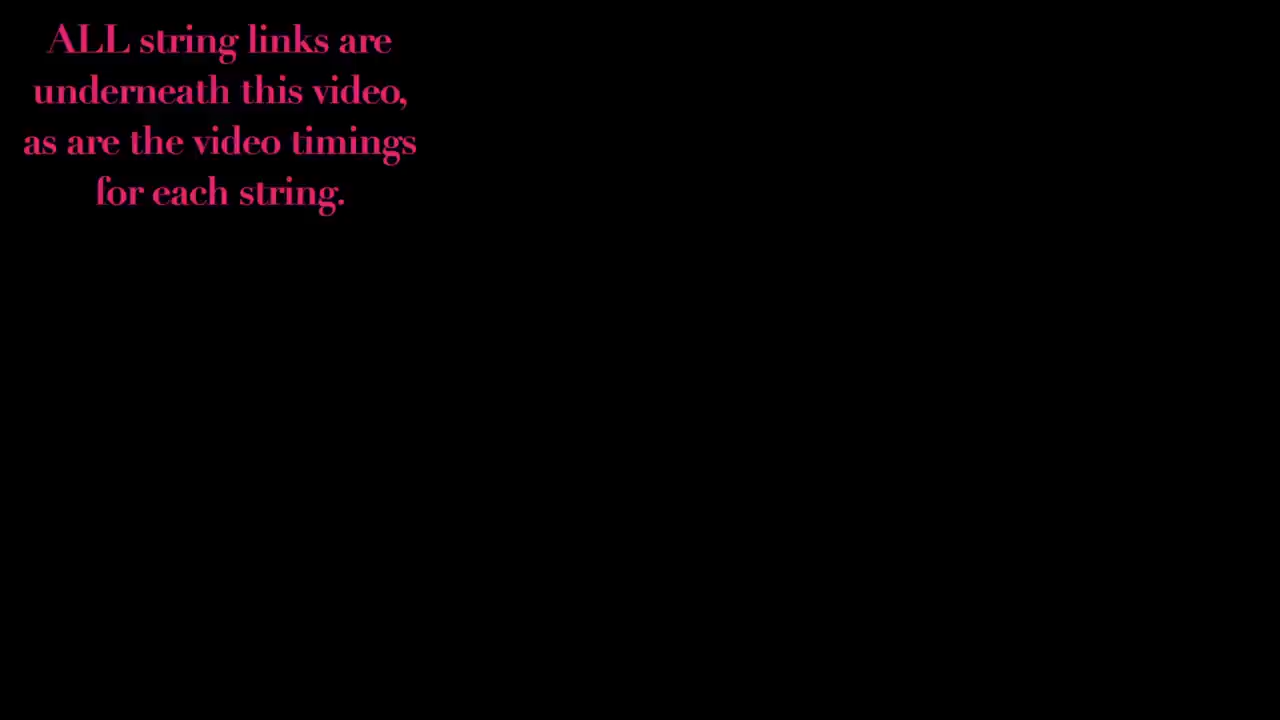 ALL string links are
underneath this video,
as are the video timings
for each string.